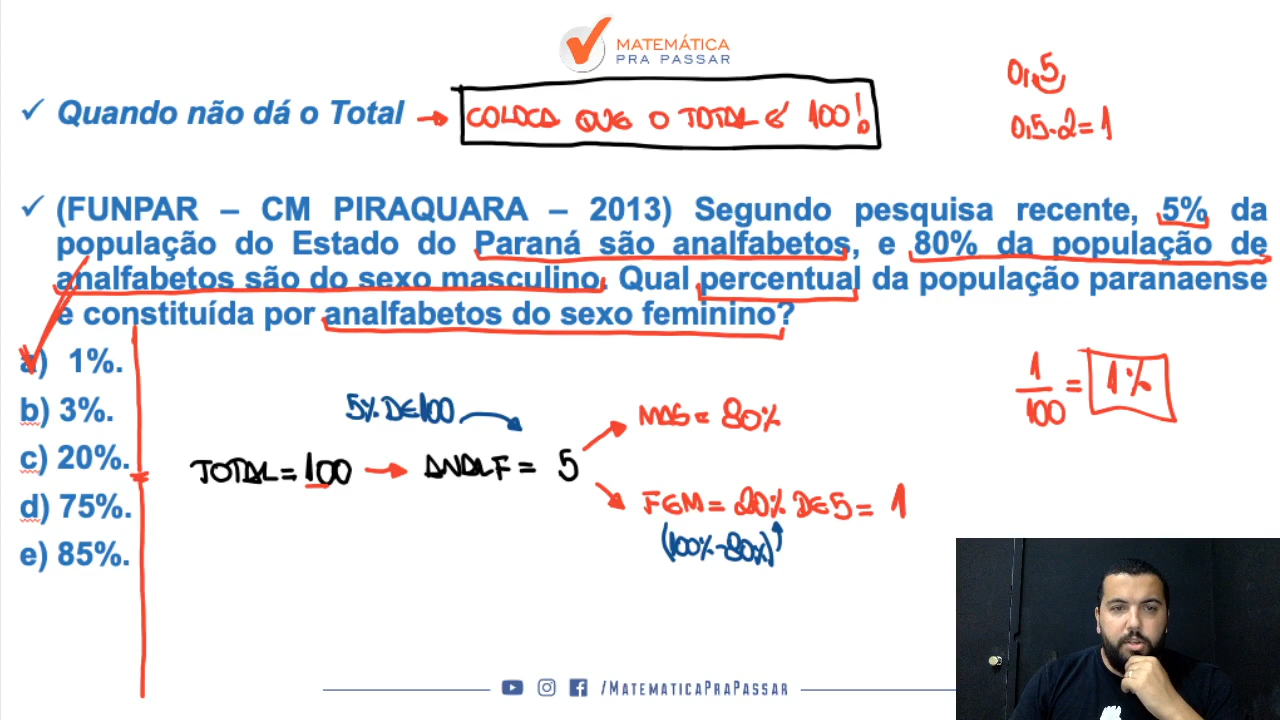 MATEMÁTICA
PRA PASSAR
✓ Quando não dá o Total → COLOCA QUE O TOTAL É 100!
0,5,
0,5·2=1
✓ (FUNPAR – CM PIRAQUARA – 2013) Segundo pesquisa recente, 5% da
população do Estado do Paraná são analfabetos, e 80% da população de
analfabetos são do sexo masculino. Qual percentual da população paranaense
é constituída por analfabetos do sexo feminino?
a) 1%.
b) 3%.
c) 20%.
d) 75%.
e) 85%.
5% DE 100
TOTAL = 100 → ANALF = 5
MAS = 80%
FEM = 20% DE 5 = 1
(100%-80%)
1/100 = 1%
/MATEMATICAPRAPASSAR